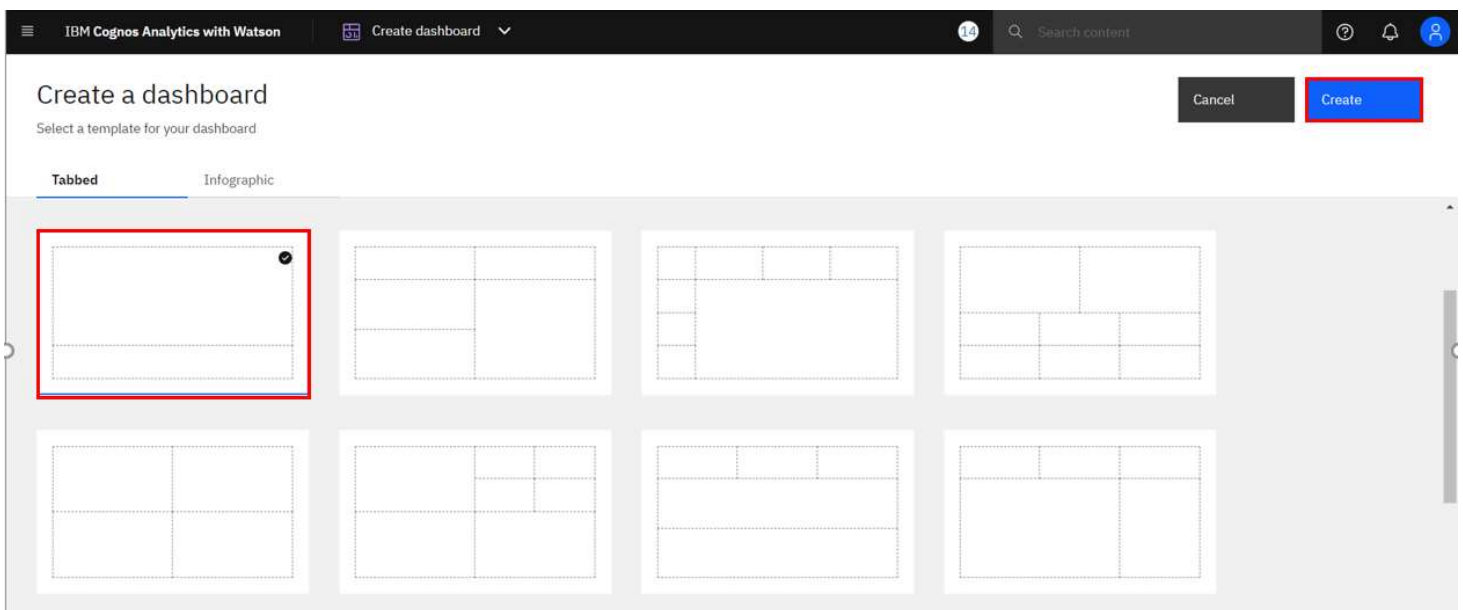 IBM Cognos Analytics with Watson
Create dashboard
14
Search content
Create a dashboard
Cancel
Create
Select a template for your dashboard
Tabbed
Infographic